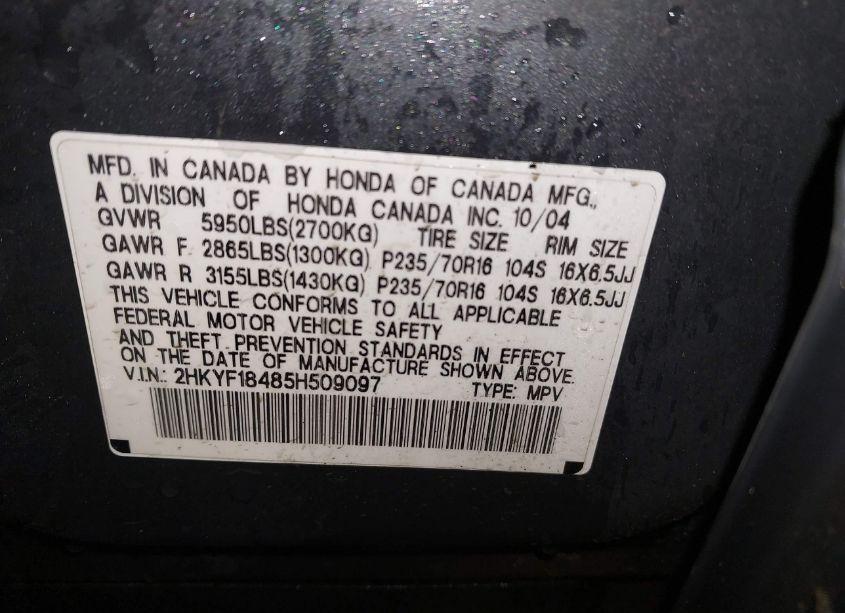 MFD. IN CANADA BY HONDA OF CANADA MFG.,
A DIVISION OF HONDA CANADA INC. 10/04
GVWR 5950LBS(2700KG) TIRE SIZE RIM SIZE
GAWR F 2865LBS(1300KG) P235/70R16 104S 16X6.5JJ
GAWR R 3155LBS(1430KG) P235/70R16 104S 16X6.5JJ
THIS VEHICLE CONFORMS TO ALL APPLICABLE
FEDERAL MOTOR VEHICLE SAFETY
AND THEFT PREVENTION STANDARDS IN EFFECT
ON THE DATE OF MANUFACTURE SHOWN ABOVE.
V.I.N.: 2HKYF18485H509097 TYPE: MPV